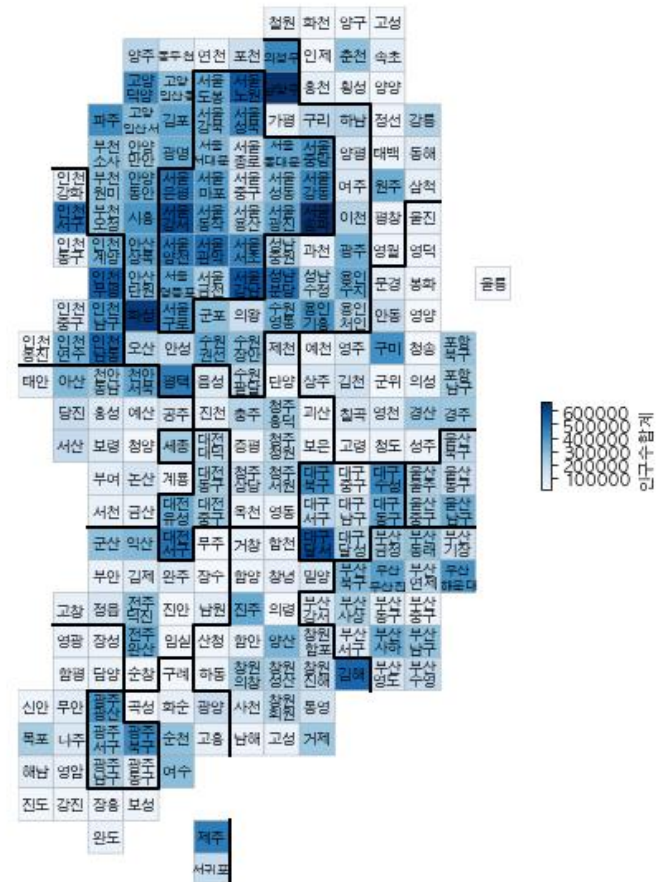 철원 화천 양구 고성
양주 동두천 연천 포천 의정부 인제 춘천 속초
고양덕양 고양일산동 서울도봉 서울노원 남양주 홍천 횡성 양양
파주 고양일산서 김포 서울강북 서울성북 가평 구리 하남 정선 강릉
부천소사 안양만안 광명 서울서대문 서울종로 서울동대문 서울중랑 양평 태백 동해
인천강화 부천원미 안양동안 서울은평 서울마포 서울중구 서울성동 서울강동 여주 원주 삼척
인천서구 부천오정 시흥 서울강서 서울동작 서울용산 서울광진 서울송파 이천 평창 울진
인천동구 인천계양 안산상록 서울양천 서울관악 서울서초 성남중원 과천 광주 영월 영덕
인천부평 안산단원 서울영등포 서울금천 서울강남 성남분당 성남수정 용인수지 문경 봉화 울릉
인천중구 인천남구 화성 서울구로 군포 의왕 수원영통 용인기흥 용인처인 안동 영양
인천옹진 인천연수 인천남동 오산 안성 수원권선 수원장안 제천 예천 영주 구미 청송 포항북구
태안 아산 천안동남 천안서북 평택 음성 수원팔달 단양 상주 김천 군위 의성 포항남구
당진 홍성 예산 공주 진천 충주 청주흥덕 괴산 칠곡 영천 경산 경주
서산 보령 청양 세종 대전대덕 증평 청주청원 보은 고령 청도 성주 울산북구
부여 논산 계룡 대전동구 청주상당 청주서원 대구북구 대구중구 대구수성 울산울주 울산동구
서천 금산 대전유성 대전중구 옥천 영동 대구서구 대구남구 대구동구 울산중구 울산남구
군산 익산 대전서구 무주 거창 합천 대구달서 대구달성 부산금정 부산동래 부산기장
부안 김제 완주 장수 함양 창녕 밀양 부산북구 부산부산진 부산연제 부산해운대
고창 정읍 전주덕진 진안 남원 진주 의령 부산강서 부산사상 부산동구 부산중구
영광 장성 전주완산 임실 산청 함안 양산 창원합포 부산서구 부산사하 부산남구
함평 담양 순창 구례 하동 창원의창 창원성산 창원진해 김해 부산영도 부산수영
신안 무안 광주광산 곡성 화순 광양 사천 창원회원 통영
목포 나주 광주서구 광주북구 순천 고흥 남해 고성 거제
해남 영암 광주남구 광주동구 여수
진도 강진 장흥 보성
완도 제주
서귀포
600000
500000
400000
300000
200000
100000
인구수합계